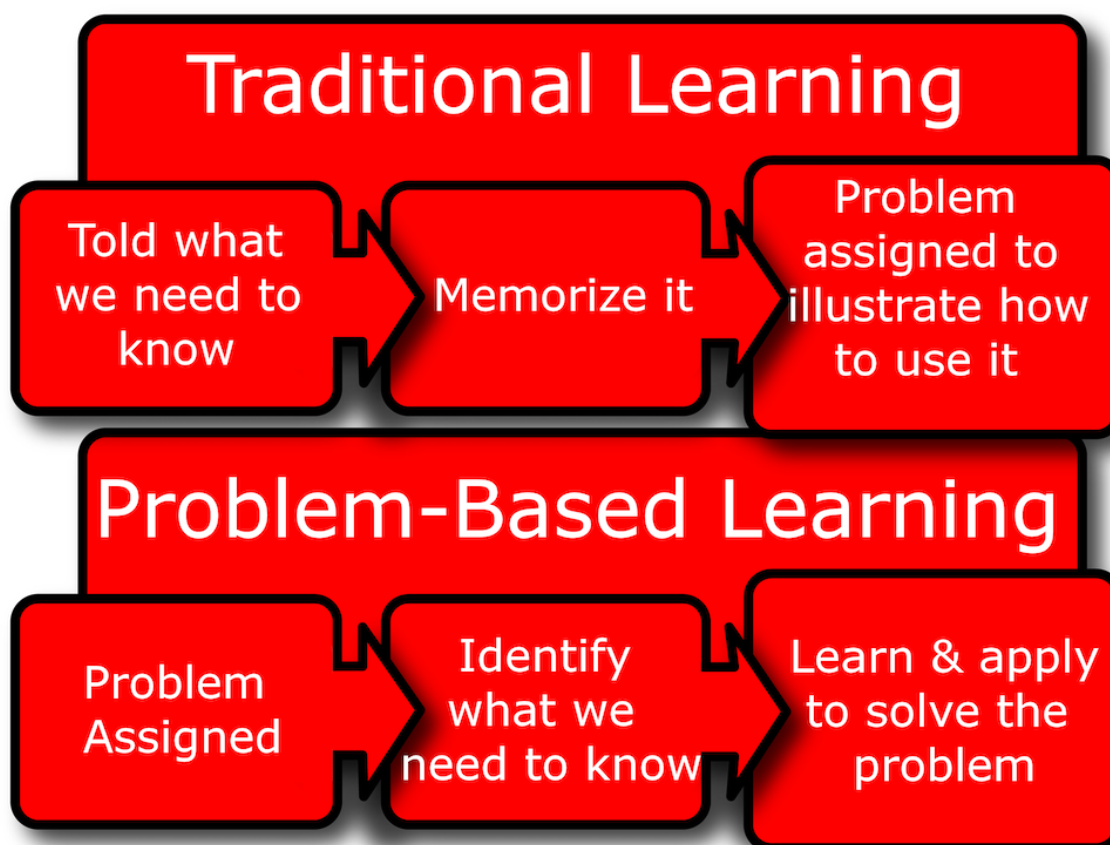 Traditional Learning
Told what
we need to
know
Memorize it
Problem
assigned to
illustrate how
to use it
Problem-Based Learning
Problem
Assigned
Identify
what we
need to know
Learn & apply
to solve the
problem